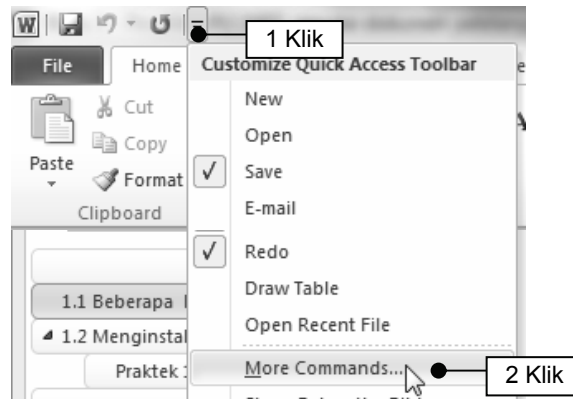 W
1 Klik
File
Home
Customize Quick Access Toolbar
Cut
Copy
Paste
Format
Clipboard
New
Open
Save
E-mail
Redo
Draw Table
Open Recent File
More Commands...
2 Klik
1.1 Beberapa
1.2 Menginstal
Praktek